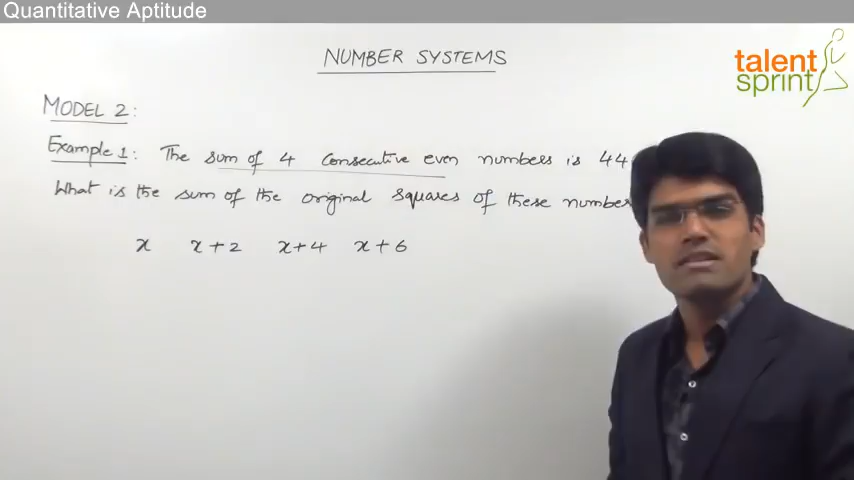 Quantitative Aptitude
NUMBER SYSTEMS
talent
sprint
MODEL 2:
Example 1: The sum of 4 consecutive even numbers is 44
What is the sum of the original squares of these number
x x+2 x+4 x+6